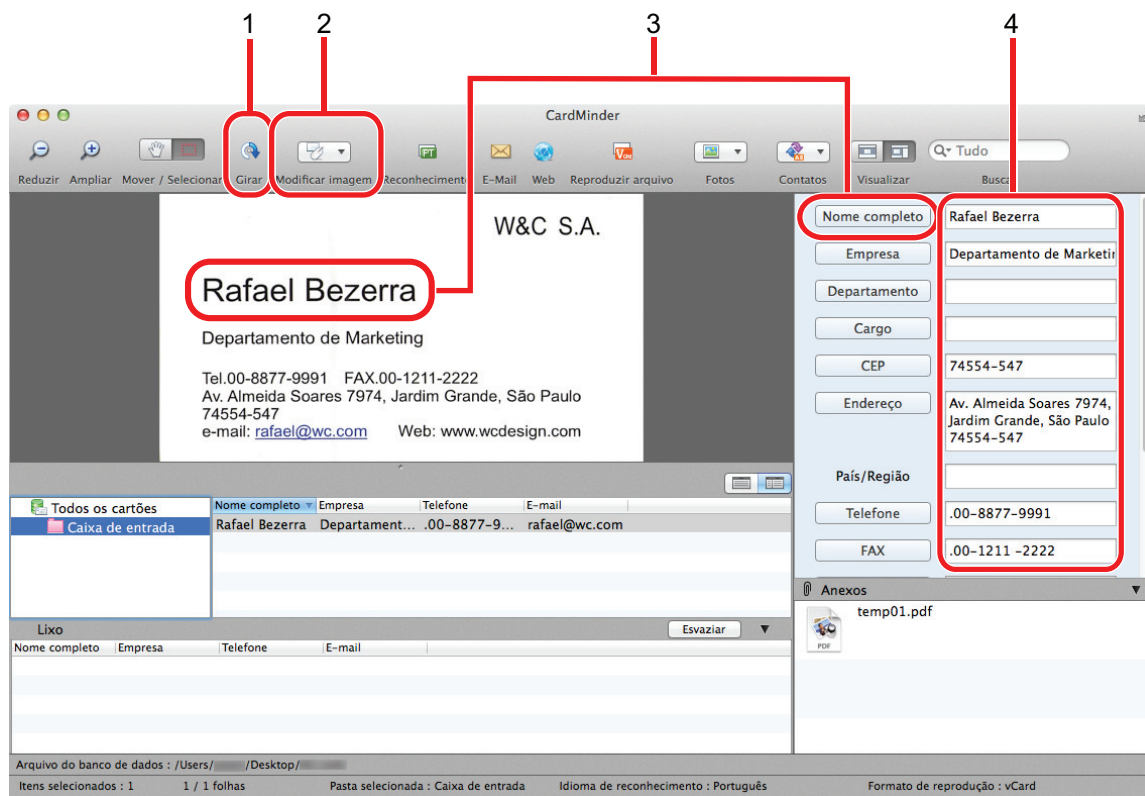 1 2 3 4
CardMinder
Reduzir Ampliar Mover / Selecionar Girar Modificar imagem Reconhecimento E-Mail Web Reproduzir arquivo Fotos Contatos Visualizar Busca
Tudo
PT
W&C S.A.
Rafael Bezerra
Departamento de Marketing
Tel.00-8877-9991 FAX.00-1211-2222
Av. Almeida Soares 7974, Jardim Grande, São Paulo
74554-547
e-mail: rafael@wc.com Web: www.wcdesign.com
Nome completo Rafael Bezerra
Empresa Departamento de Marketin
Departamento
Cargo
CEP 74554-547
Endereço Av. Almeida Soares 7974,
Jardim Grande, São Paulo
74554-547
País/Região
Telefone .00-8877-9991
FAX .00-1211 -2222
Anexos
temp01.pdf
PDF
Todos os cartões
Caixa de entrada
Nome completo Empresa Telefone E-mail
Rafael Bezerra Department... .00-8877-9... rafael@wc.com
Lixo Esvaziar
Nome completo Empresa Telefone E-mail
Arquivo do banco de dados : /Users/ /Desktop/
Itens selecionados : 1 1 / 1 folhas Pasta selecionada : Caixa de entrada Idioma de reconhecimento : Português Formato de reprodução : vCard